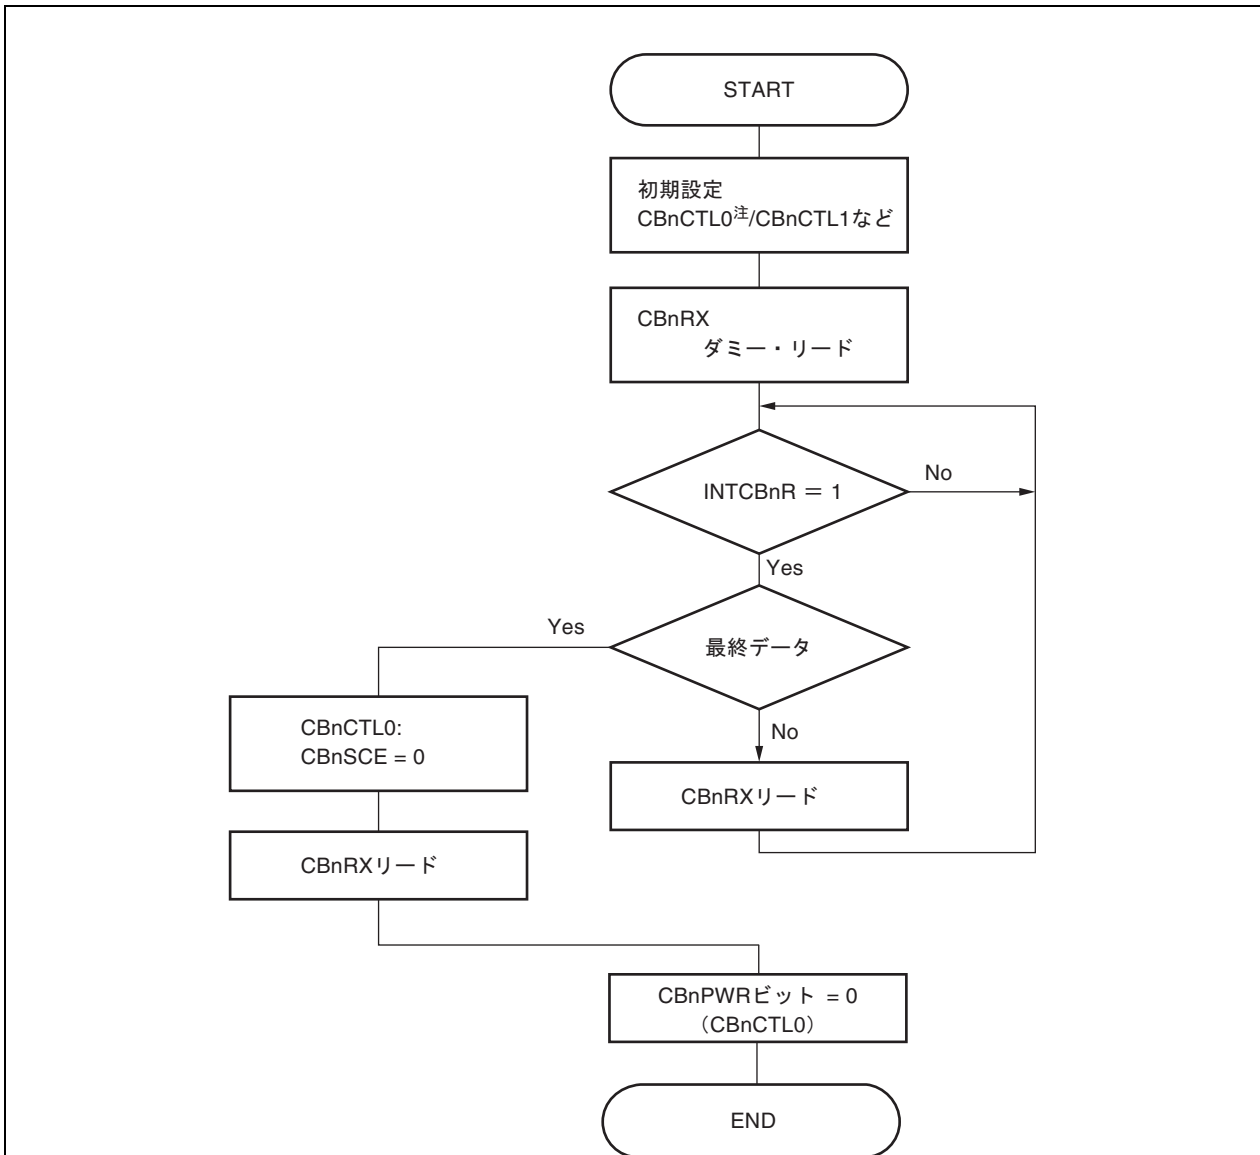 START
初期設定
CBnCTL0注/CBnCTL1など
CBnRX
ダミー・リード
INTCBnR = 1
No
Yes
最終データ
Yes
No
CBnCTL0:
CBnSCE = 0
CBnRXリード
CBnRXリード
CBnPWRビット = 0
(CBnCTL0)
END